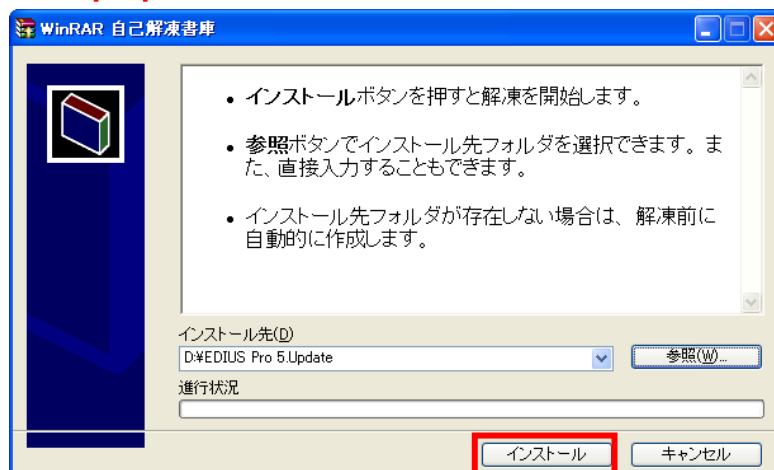 WinRAR 自己解凍書庫
• インストールボタンを押すと解凍を開始します。
• 参照ボタンでインストール先フォルダを選択できます。ま
た、直接入力することもできます。
• インストール先フォルダが存在しない場合は、解凍前に
自動的に作成します。
インストール先(D)
D:¥EDIUS Pro 5.Update
参照(W)...
進行状況
インストール
キャンセル